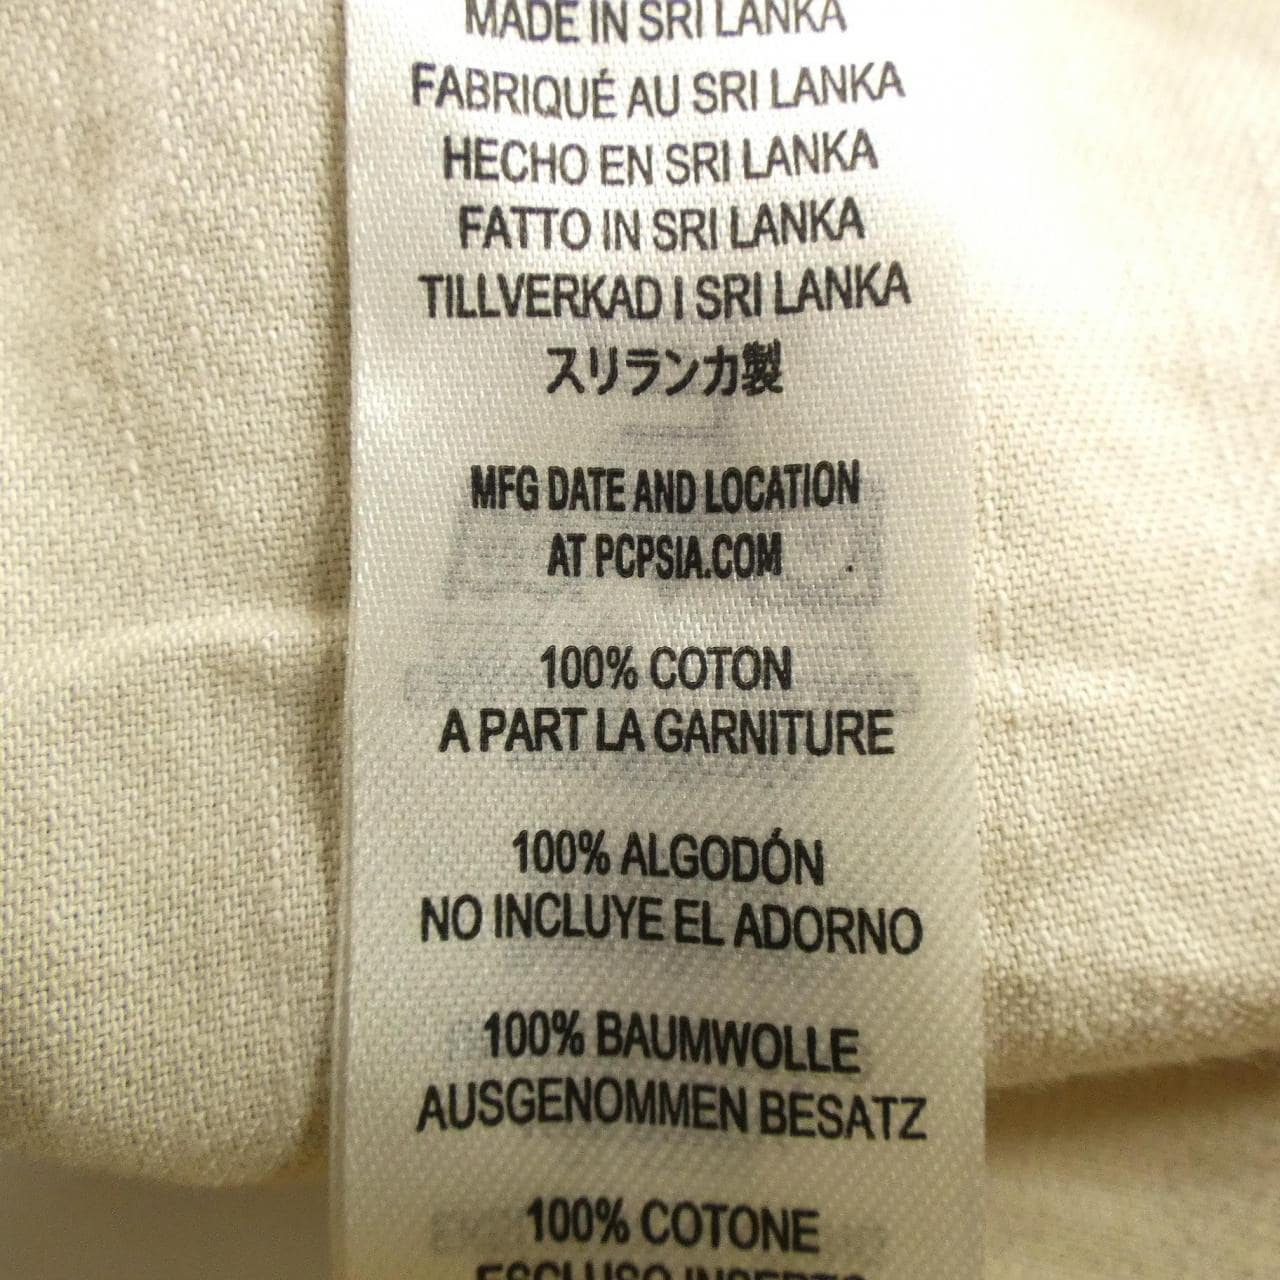 MADE IN SRI LANKA
FABRIQUÉ AU SRI LANKA
HECHO EN SRI LANKA
FATTO IN SRI LANKA
TILLVERKAD I SRI LANKA
スリランカ製
MFG DATE AND LOCATION
AT PCPSIA.COM
100% COTON
A PART LA GARNITURE
100% ALGODÓN
NO INCLUYE EL ADORNO
100% BAUMWOLLE
AUSGENOMMEN BESATZ
100% COTONE
ESCLUSO INSERTO